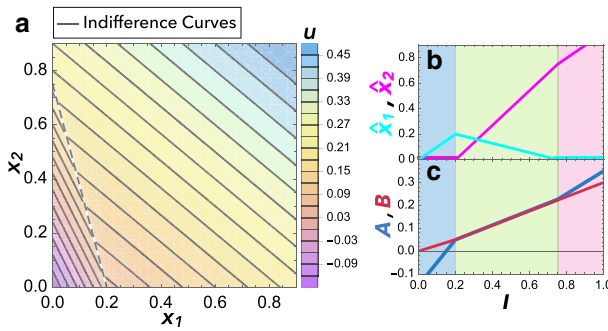 a
Indifference Curves
x₂
0.8
0.6
0.4
0.2
0.0
0.0 0.2 0.4 0.6 0.8
x₁
u
0.45
0.39
0.33
0.27
0.21
0.15
0.09
0.03
−0.03
−0.09
b
x̂₁, x̂₂
0.8
0.4
0.0
c
A, B
0.3
0.2
0.1
0.0
−0.1
0.0 0.2 0.4 0.6 0.8 1.0
I